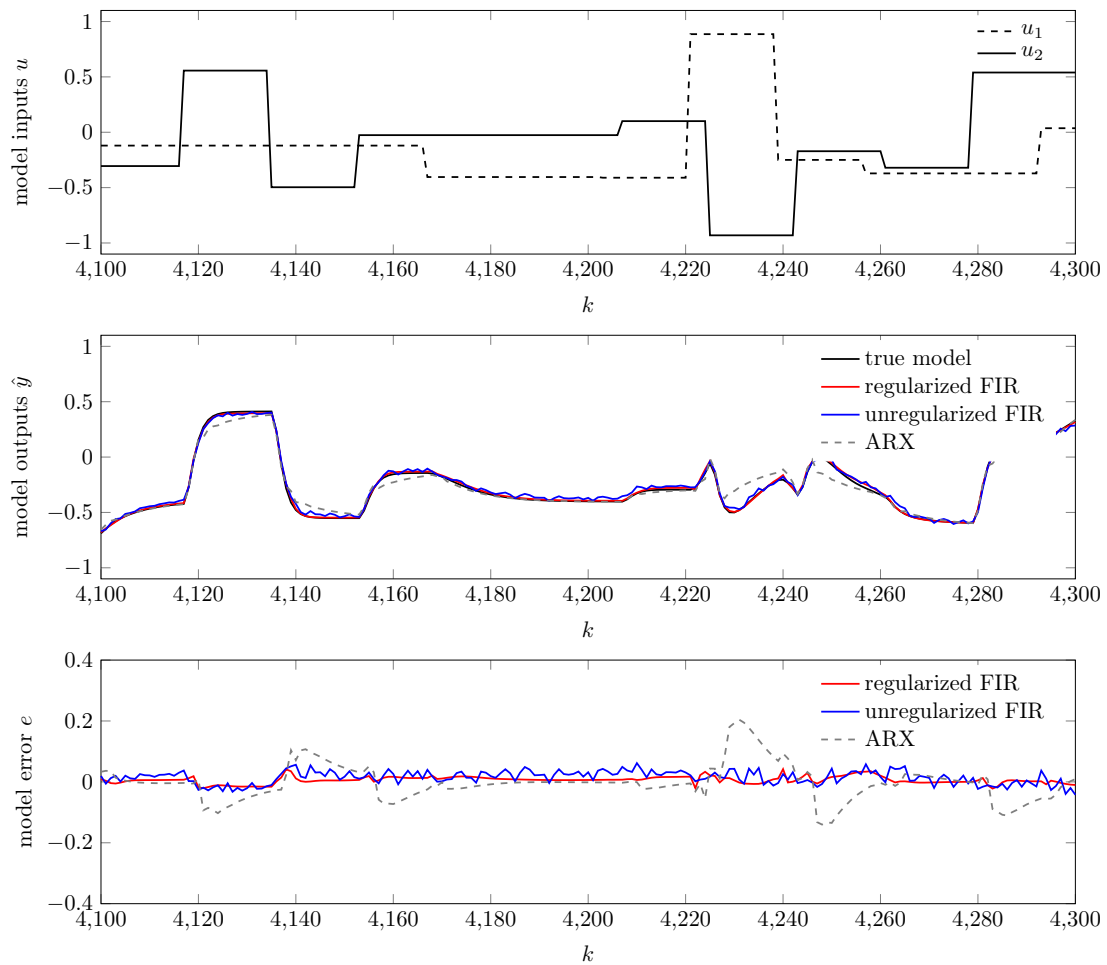 1
0.5
0
−0.5
−1
model inputs u
u1
u2
4,100 4,120 4,140 4,160 4,180 4,200 4,220 4,240 4,260 4,280 4,300
k
1
0.5
0
−0.5
−1
model outputs ŷ
true model
regularized FIR
unregularized FIR
ARX
4,100 4,120 4,140 4,160 4,180 4,200 4,220 4,240 4,260 4,280 4,300
k
0.4
0.2
0
−0.2
−0.4
model error e
regularized FIR
unregularized FIR
ARX
4,100 4,120 4,140 4,160 4,180 4,200 4,220 4,240 4,260 4,280 4,300
k